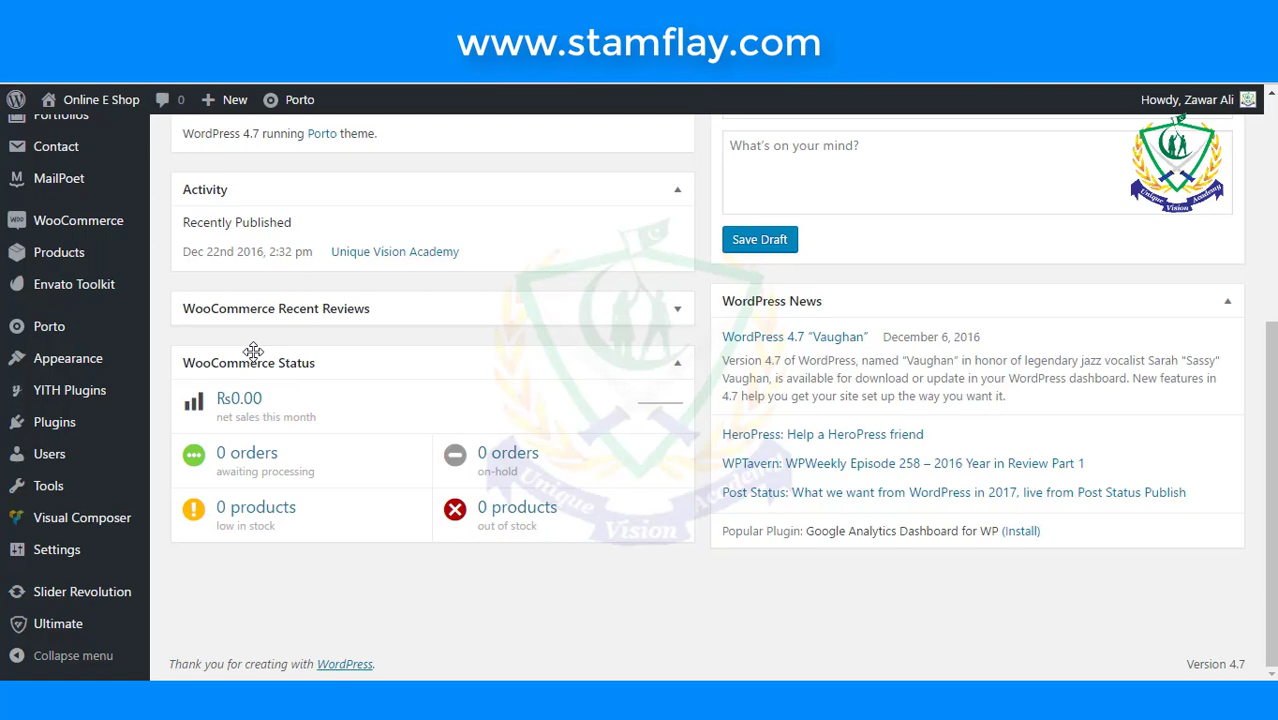 www.stamflay.com
Online E Shop
0
New
Porto
Howdy, Zawar Ali
Portfolios
Contact
MailPoet
WooCommerce
Products
Envato Toolkit
Porto
Appearance
YITH Plugins
Plugins
Users
Tools
Visual Composer
Settings
Slider Revolution
Ultimate
Collapse menu
WordPress 4.7 running Porto theme.
Activity
Recently Published
Dec 22nd 2016, 2:32 pm Unique Vision Academy
WooCommerce Recent Reviews
WooCommerce Status
₨0.00
net sales this month
0 orders
awaiting processing
0 orders
on-hold
0 products
low in stock
0 products
out of stock
What's on your mind?
Save Draft
Unique Vision Academy
WordPress News
WordPress 4.7 “Vaughan” December 6, 2016
Version 4.7 of WordPress, named “Vaughan” in honor of legendary jazz vocalist Sarah "Sassy"
Vaughan, is available for download or update in your WordPress dashboard. New features in
4.7 help you get your site set up the way you want it.
HeroPress: Help a HeroPress friend
WPTavern: WPWeekly Episode 258 – 2016 Year in Review Part 1
Post Status: What we want from WordPress in 2017, live from Post Status Publish
Popular Plugin: Google Analytics Dashboard for WP (Install)
Unique Vision Academy
Thank you for creating with WordPress.
Version 4.7